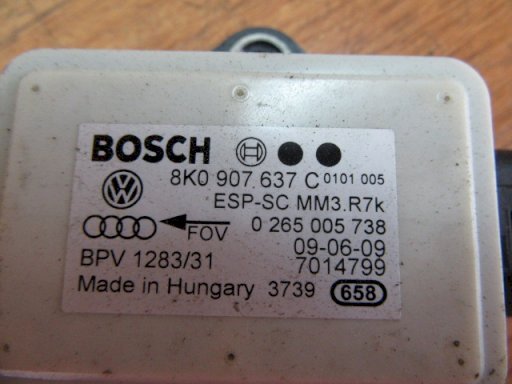 BOSCH
8K0 907 637 C 0101 005
ESP-SC MM3.R7k
FOV 0 265 005 738
09-06-09
BPV 1283/31 7014799
Made in Hungary 3739 658